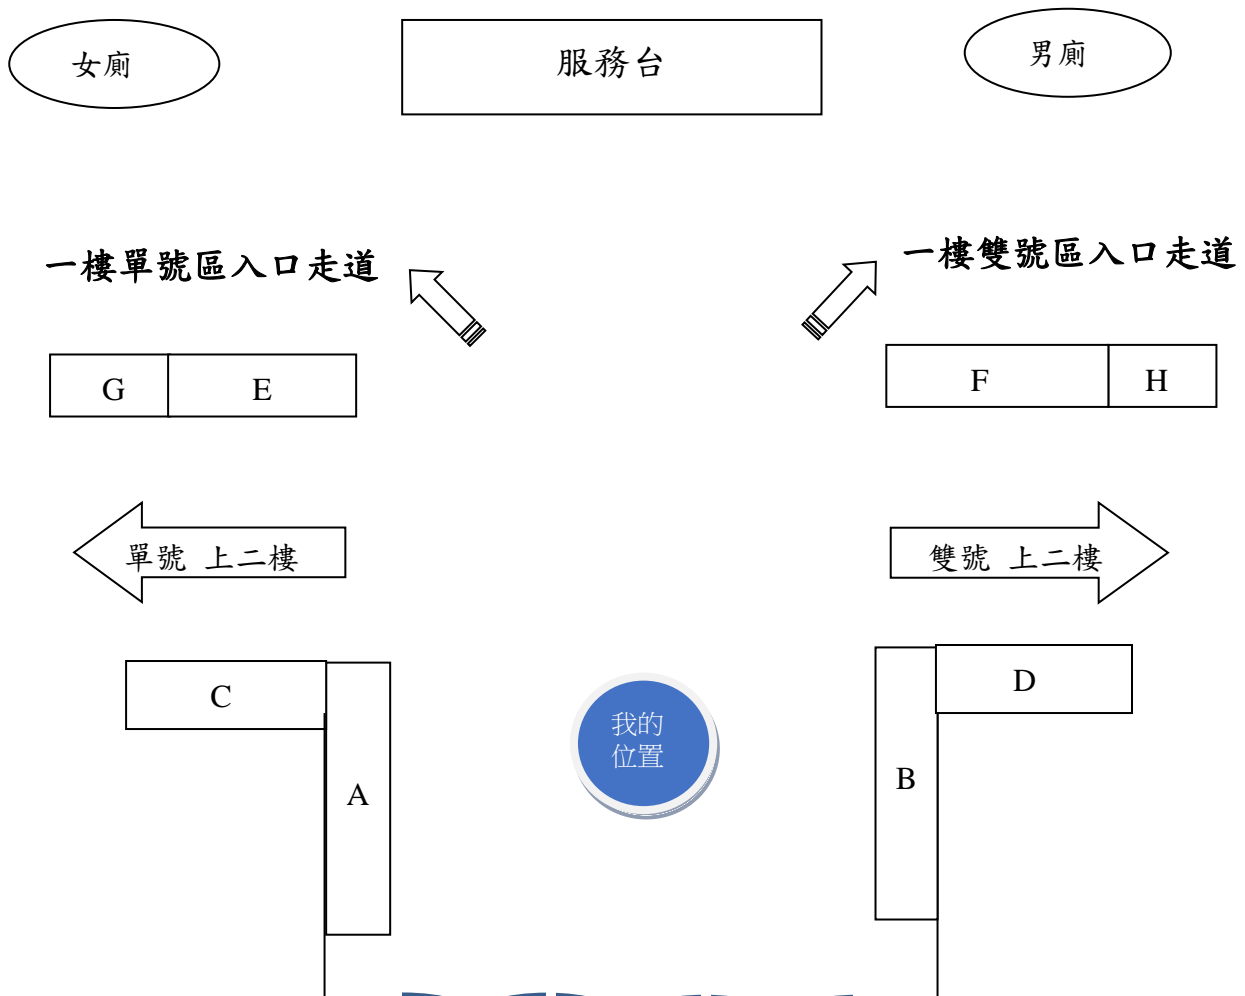 女廁
服務台
男廁
一樓單號區入口走道
一樓雙號區入口走道
G
E
F
H
單號 上二樓
雙號 上二樓
C
D
我的
位置
A
B